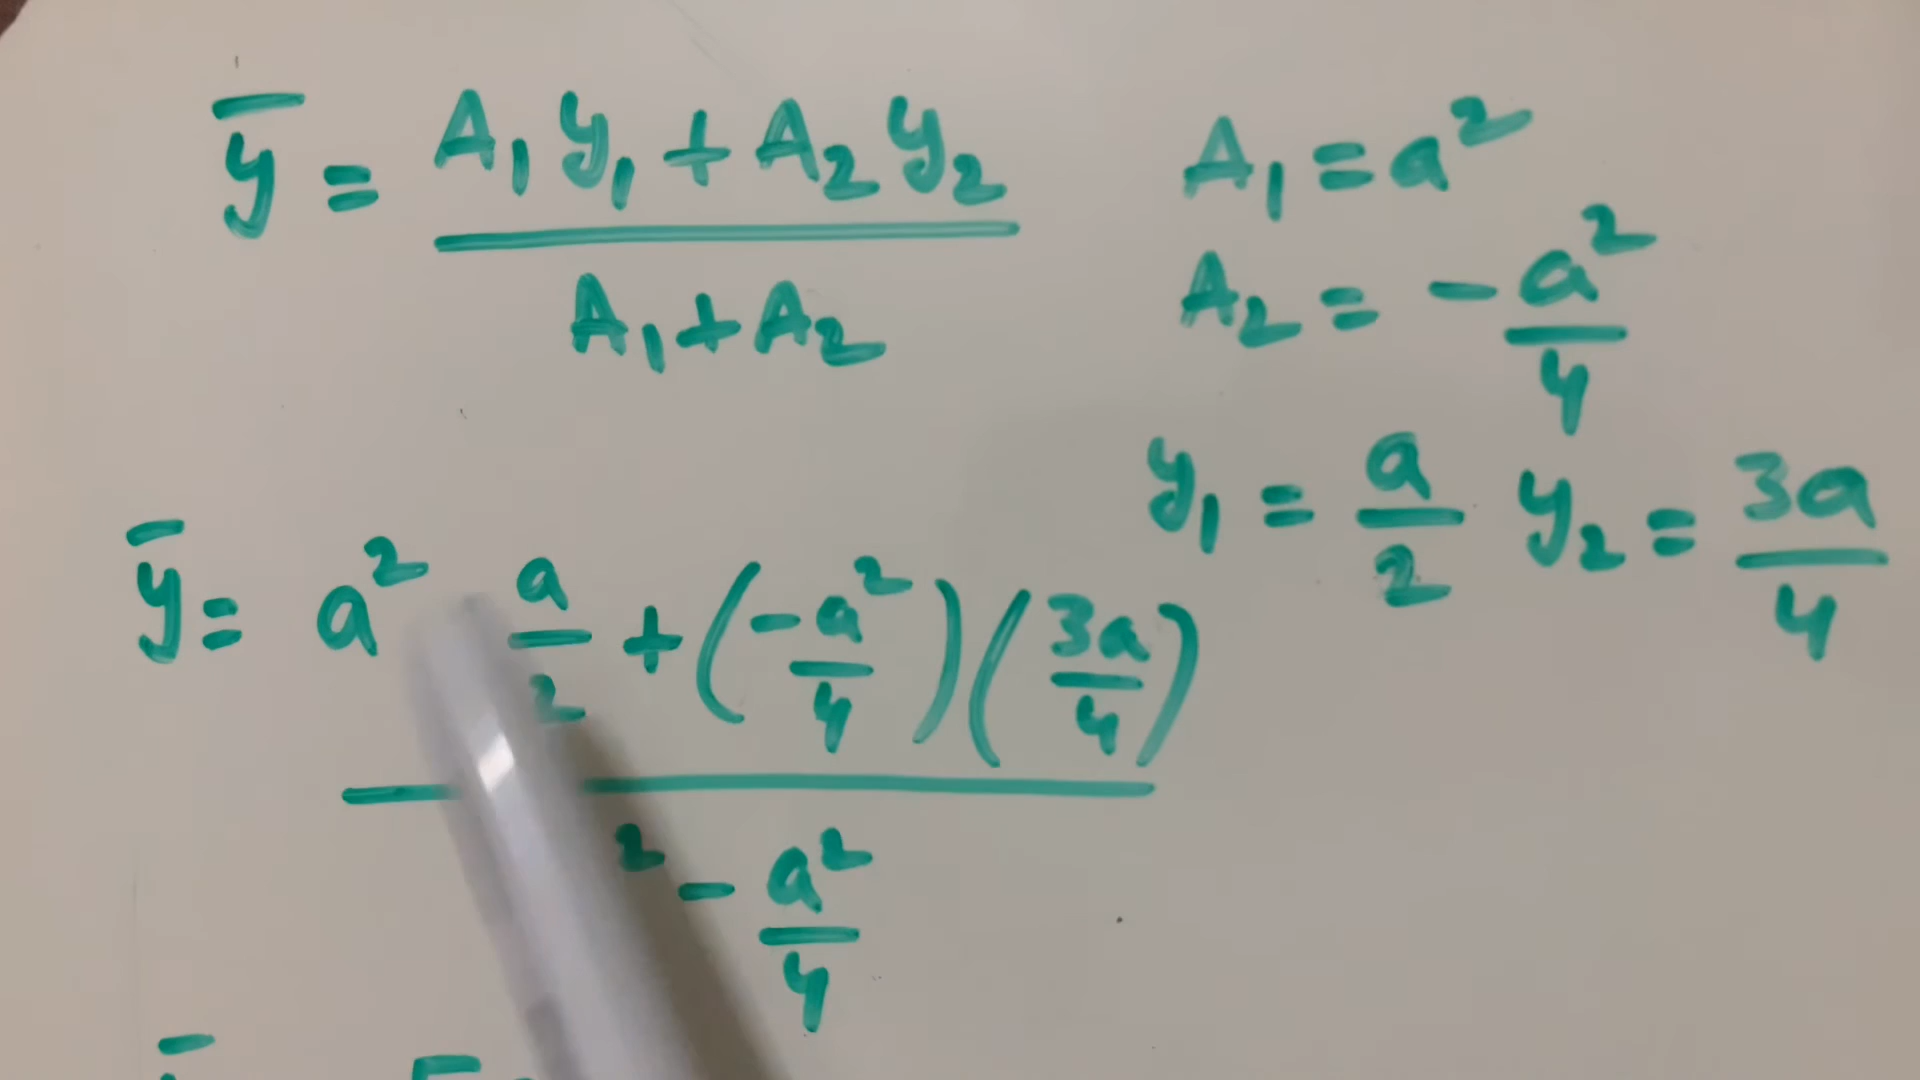 ȳ = A₁y₁ + A₂y₂ / A₁ + A₂
A₁ = a²
A₂ = - a²/4
y₁ = a/2 y₂ = 3a/4
ȳ = a² a/2 + (-a²/4)(3a/4) / ² - a²/4